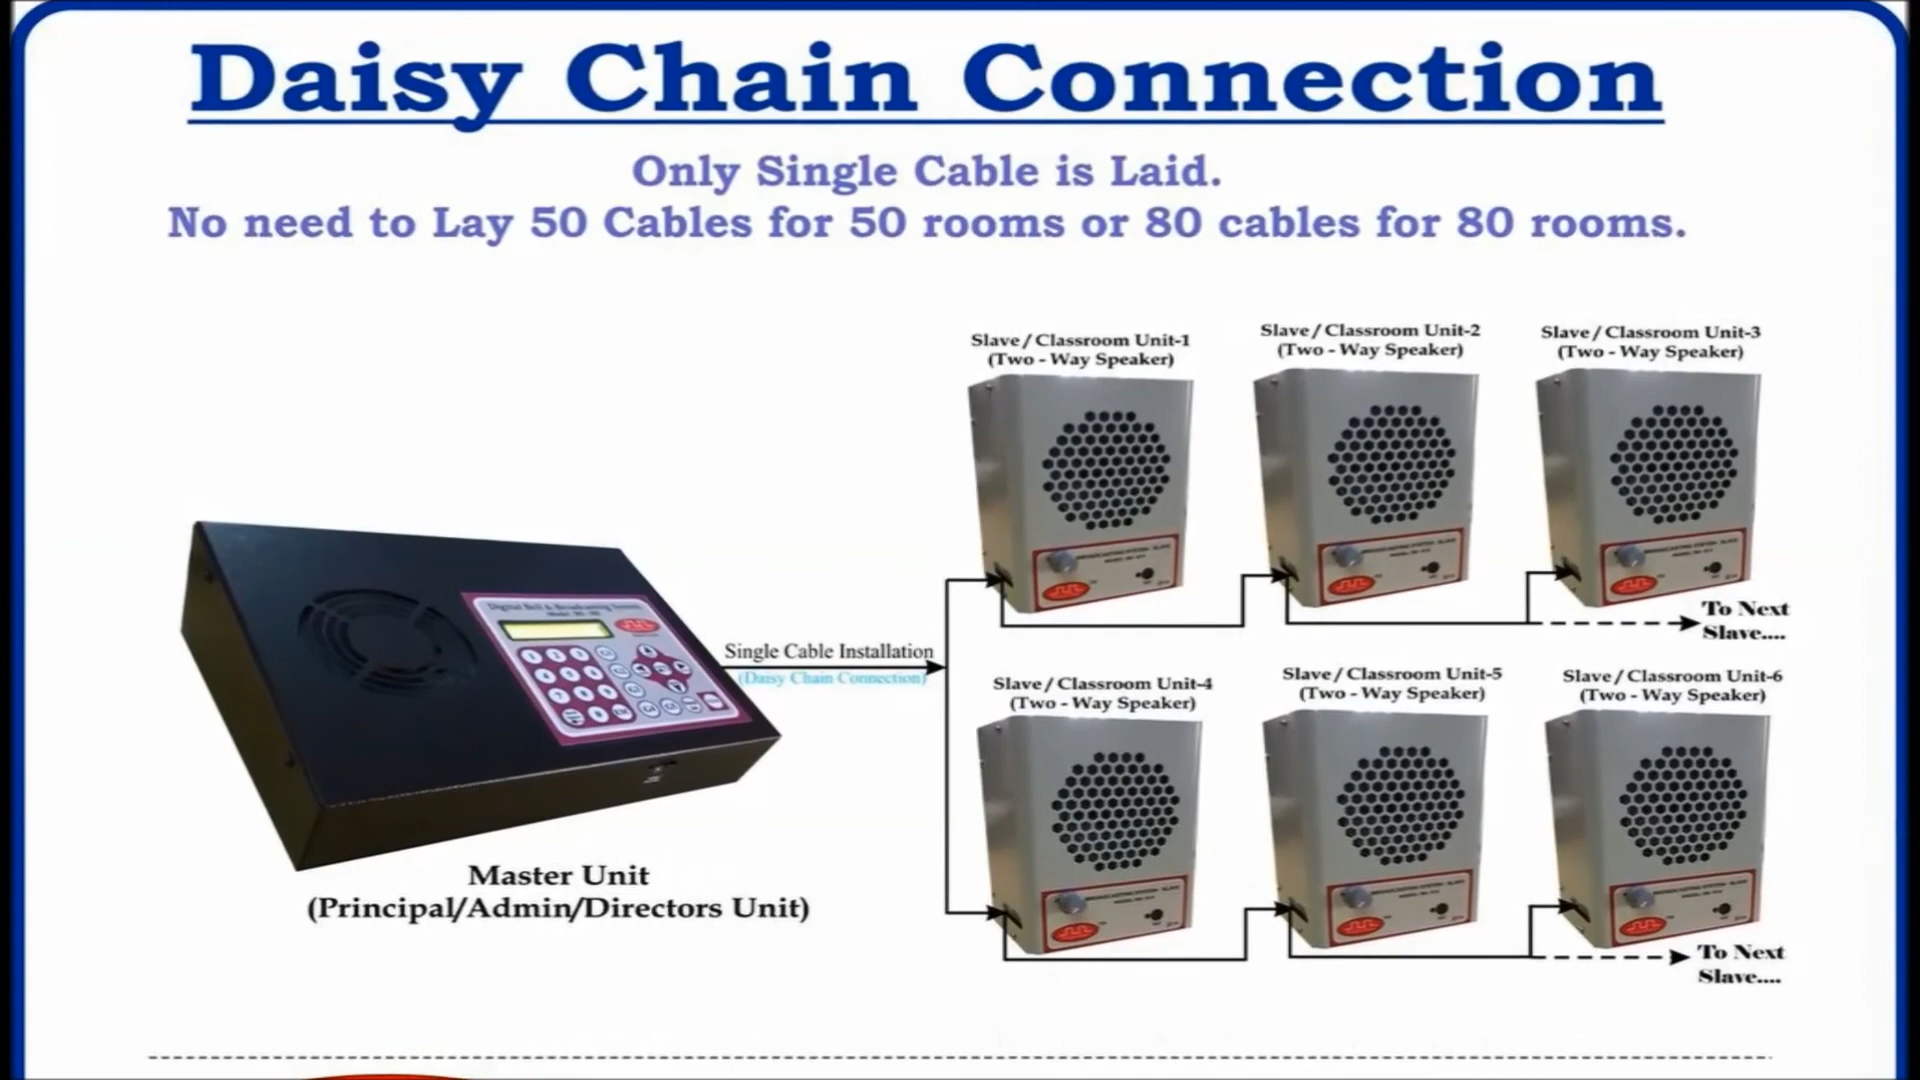 Daisy Chain Connection
Only Single Cable is Laid.
No need to Lay 50 Cables for 50 rooms or 80 cables for 80 rooms.
Slave / Classroom Unit-1
(Two - Way Speaker)
Slave / Classroom Unit-2
(Two - Way Speaker)
Slave / Classroom Unit-3
(Two - Way Speaker)
To Next
Slave....
Digital Bell & Broadcasting System
Single Cable Installation
(Daisy Chain Connection)
Slave / Classroom Unit-4
(Two - Way Speaker)
Slave / Classroom Unit-5
(Two - Way Speaker)
Slave / Classroom Unit-6
(Two - Way Speaker)
To Next
Slave....
Master Unit
(Principal/Admin/Directors Unit)